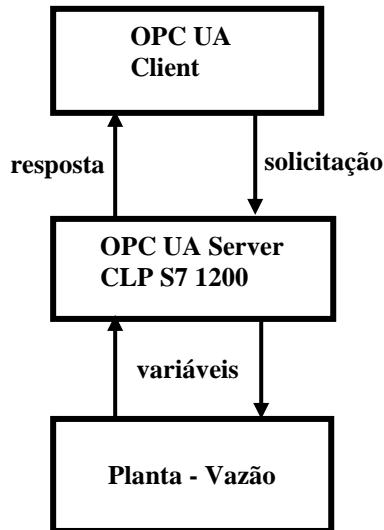 OPC UA
Client
resposta
solicitação
OPC UA Server
CLP S7 1200
variáveis
Planta - Vazão